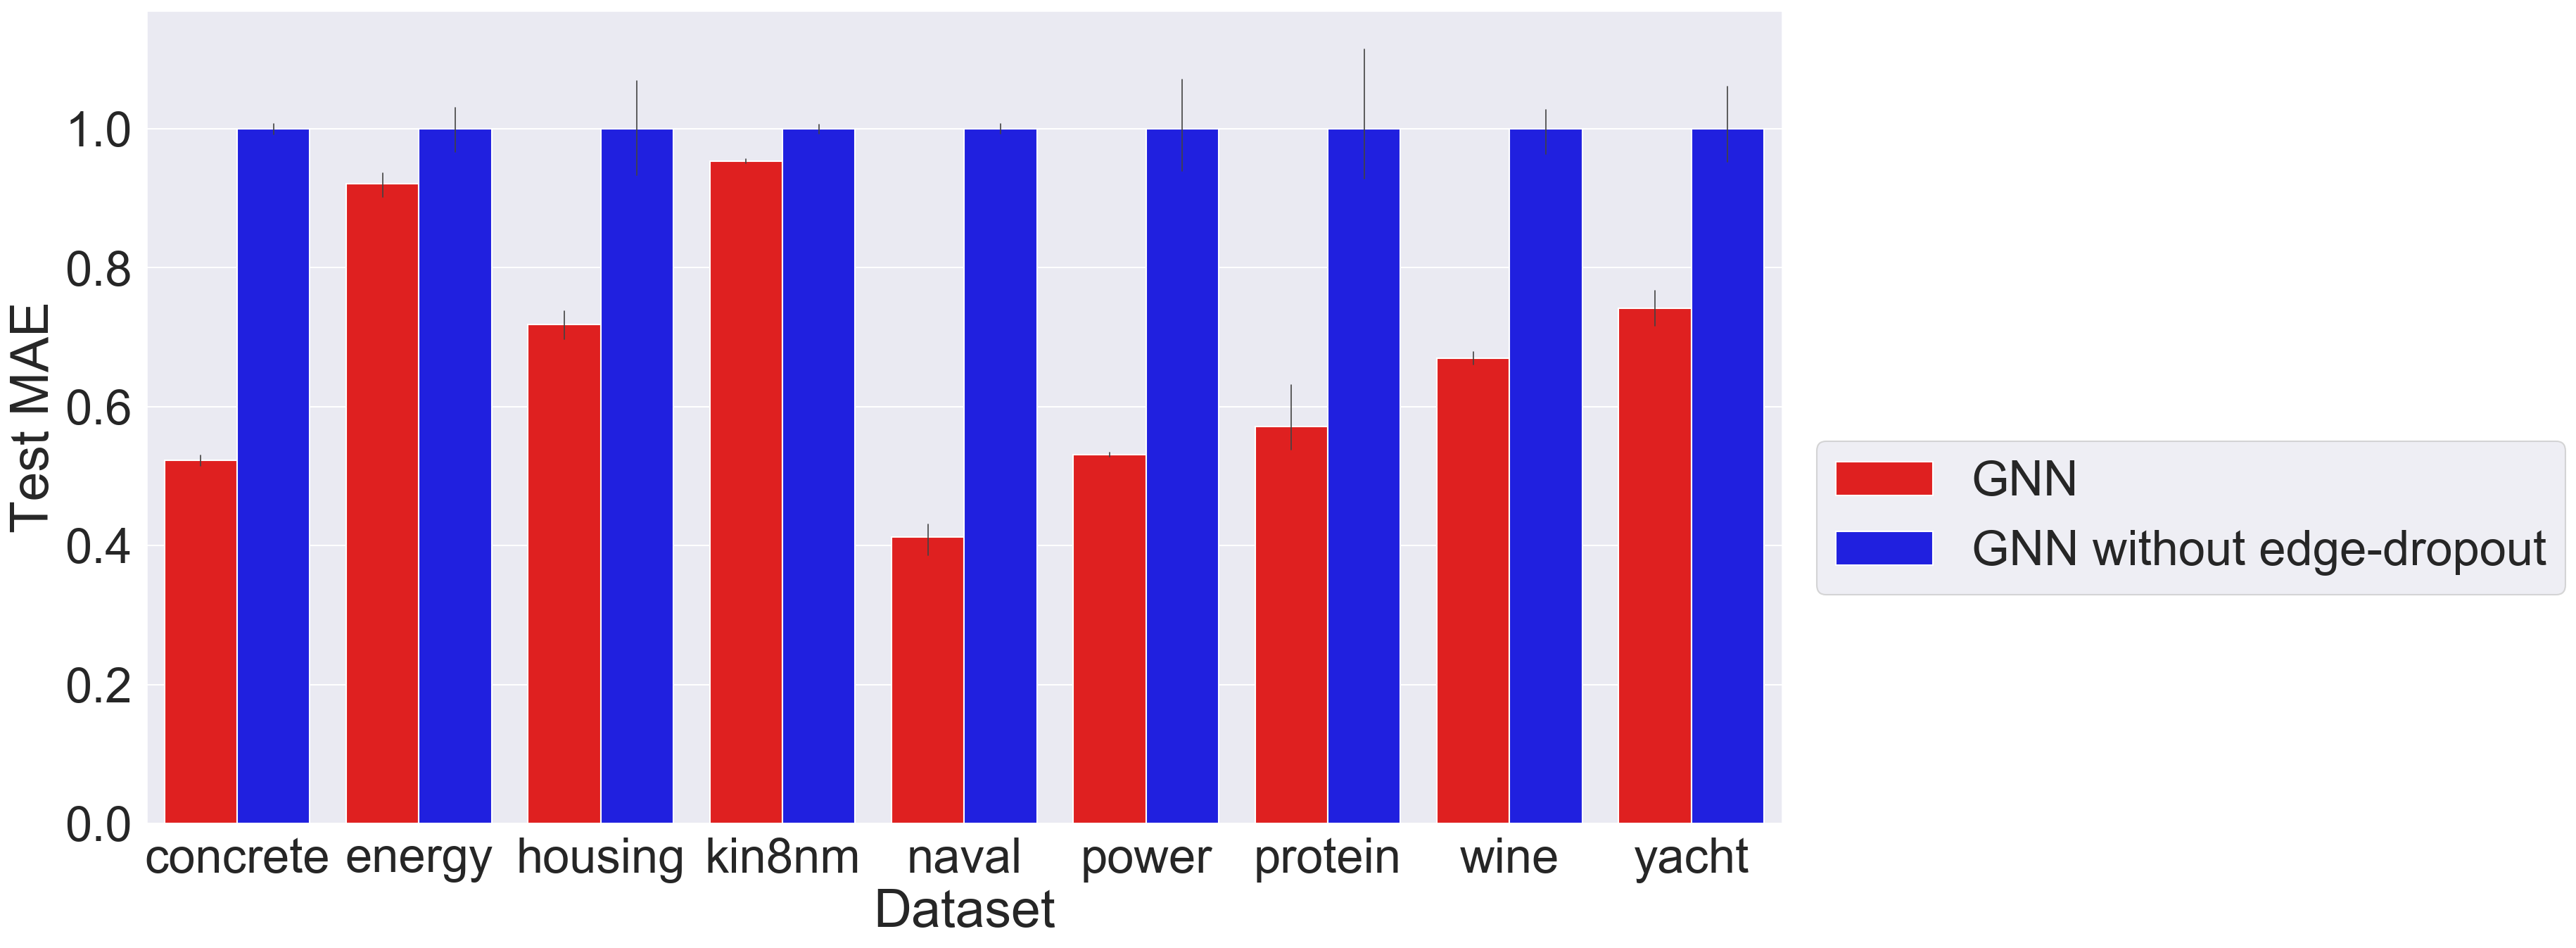 Test MAE
1.0
0.8
0.6
0.4
0.2
0.0
concrete energy housing kin8nm naval power protein wine yacht
Dataset
GNN
GNN without edge-dropout